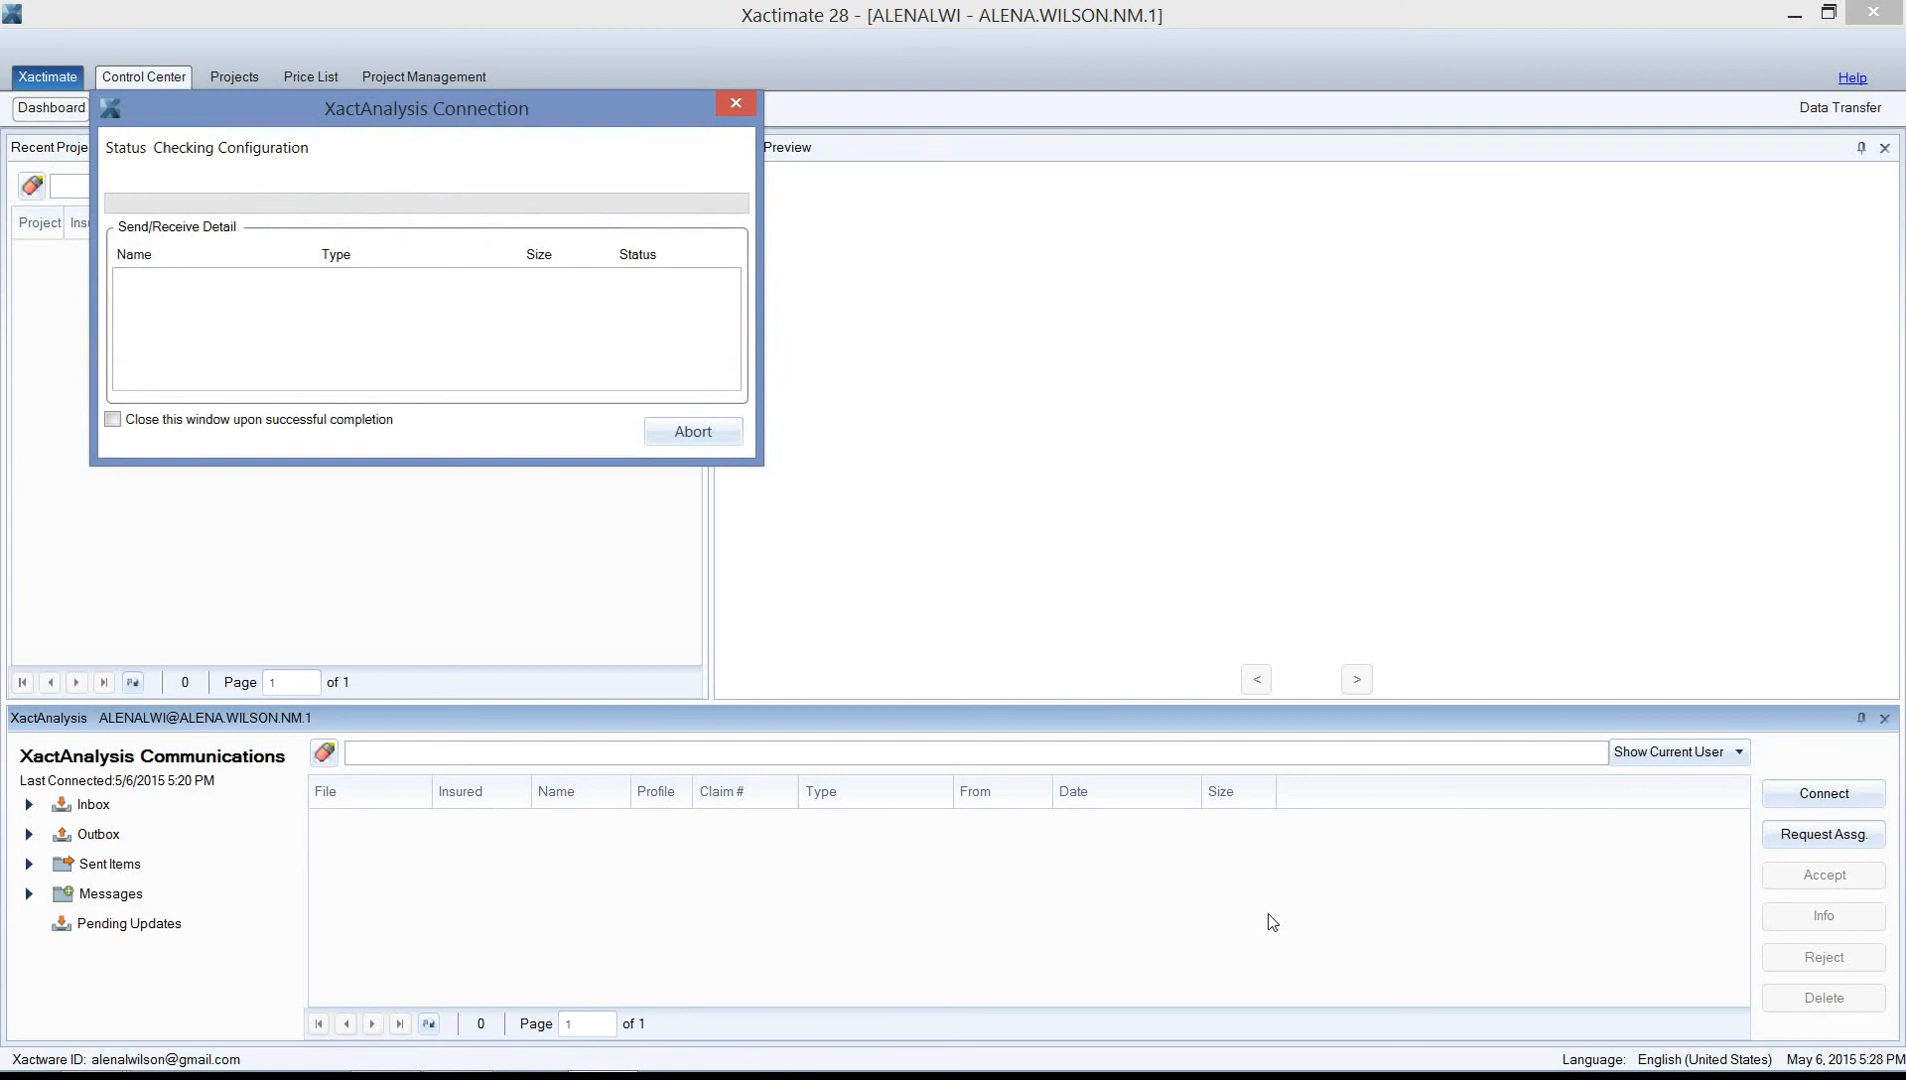 Xactimate 28 - [ALENALWI - ALENA.WILSON.NM.1]
Xactimate Control Center Projects Price List Project Management Help
Dashboard Data Transfer
XactAnalysis Connection
Recent Proje Preview
Status Checking Configuration
Project Insu
Send/Receive Detail
Name Type Size Status
Close this window upon successful completion
Abort
< >
0 Page 1 of 1
XactAnalysis ALENALWI@ALENA.WILSON.NM.1
XactAnalysis Communications
Show Current User
Last Connected:5/6/2015 5:20 PM
File Insured Name Profile Claim # Type From Date Size
Connect
Inbox
Outbox
Request Assg.
Sent Items
Accept
Messages
Info
Pending Updates
Reject
Delete
0 Page 1 of 1
Xactware ID: alenalwilson@gmail.com Language: English (United States) May 6, 2015 5:28 PM